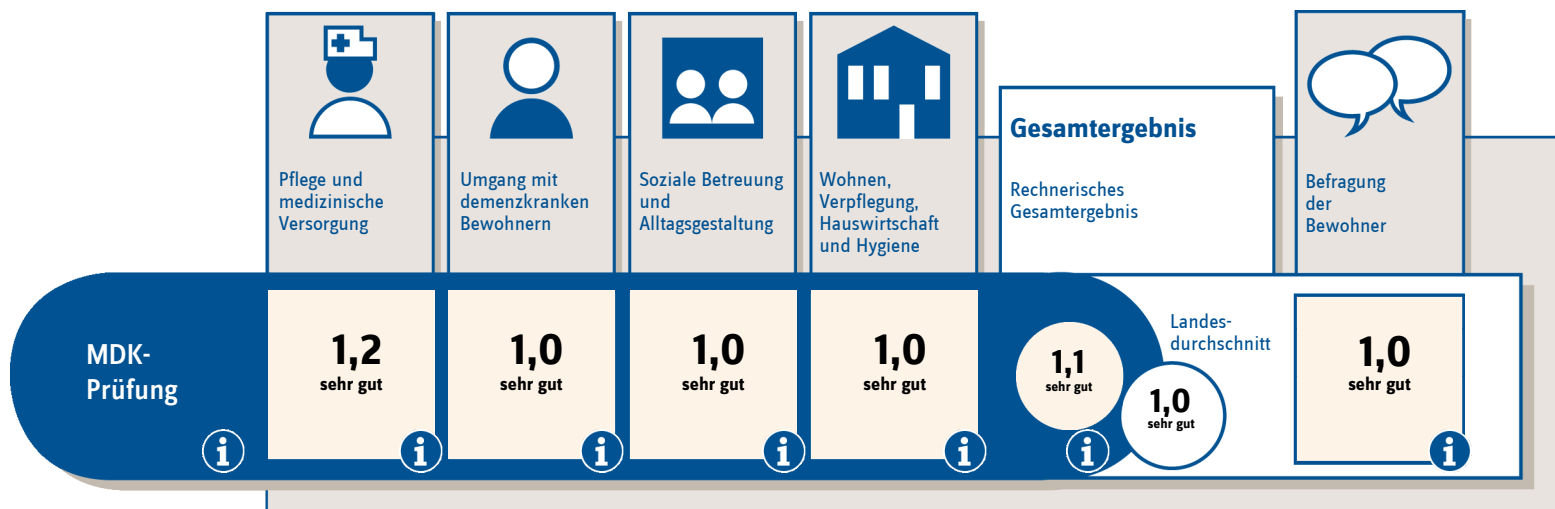 Pflege und
medizinische
Versorgung
Umgang mit
demenzkranken
Bewohnern
Soziale Betreuung
und
Alltagsgestaltung
Wohnen,
Verpflegung,
Hauswirtschaft
und Hygiene
Gesamtergebnis
Rechnerisches
Gesamtergebnis
Befragung
der
Bewohner
MDK-
Prüfung
i
1,2
sehr gut
i
1,0
sehr gut
i
1,0
sehr gut
i
1,0
sehr gut
i
1,1
sehr gut
i
Landes-
durchschnitt
1,0
sehr gut
1,0
sehr gut
i